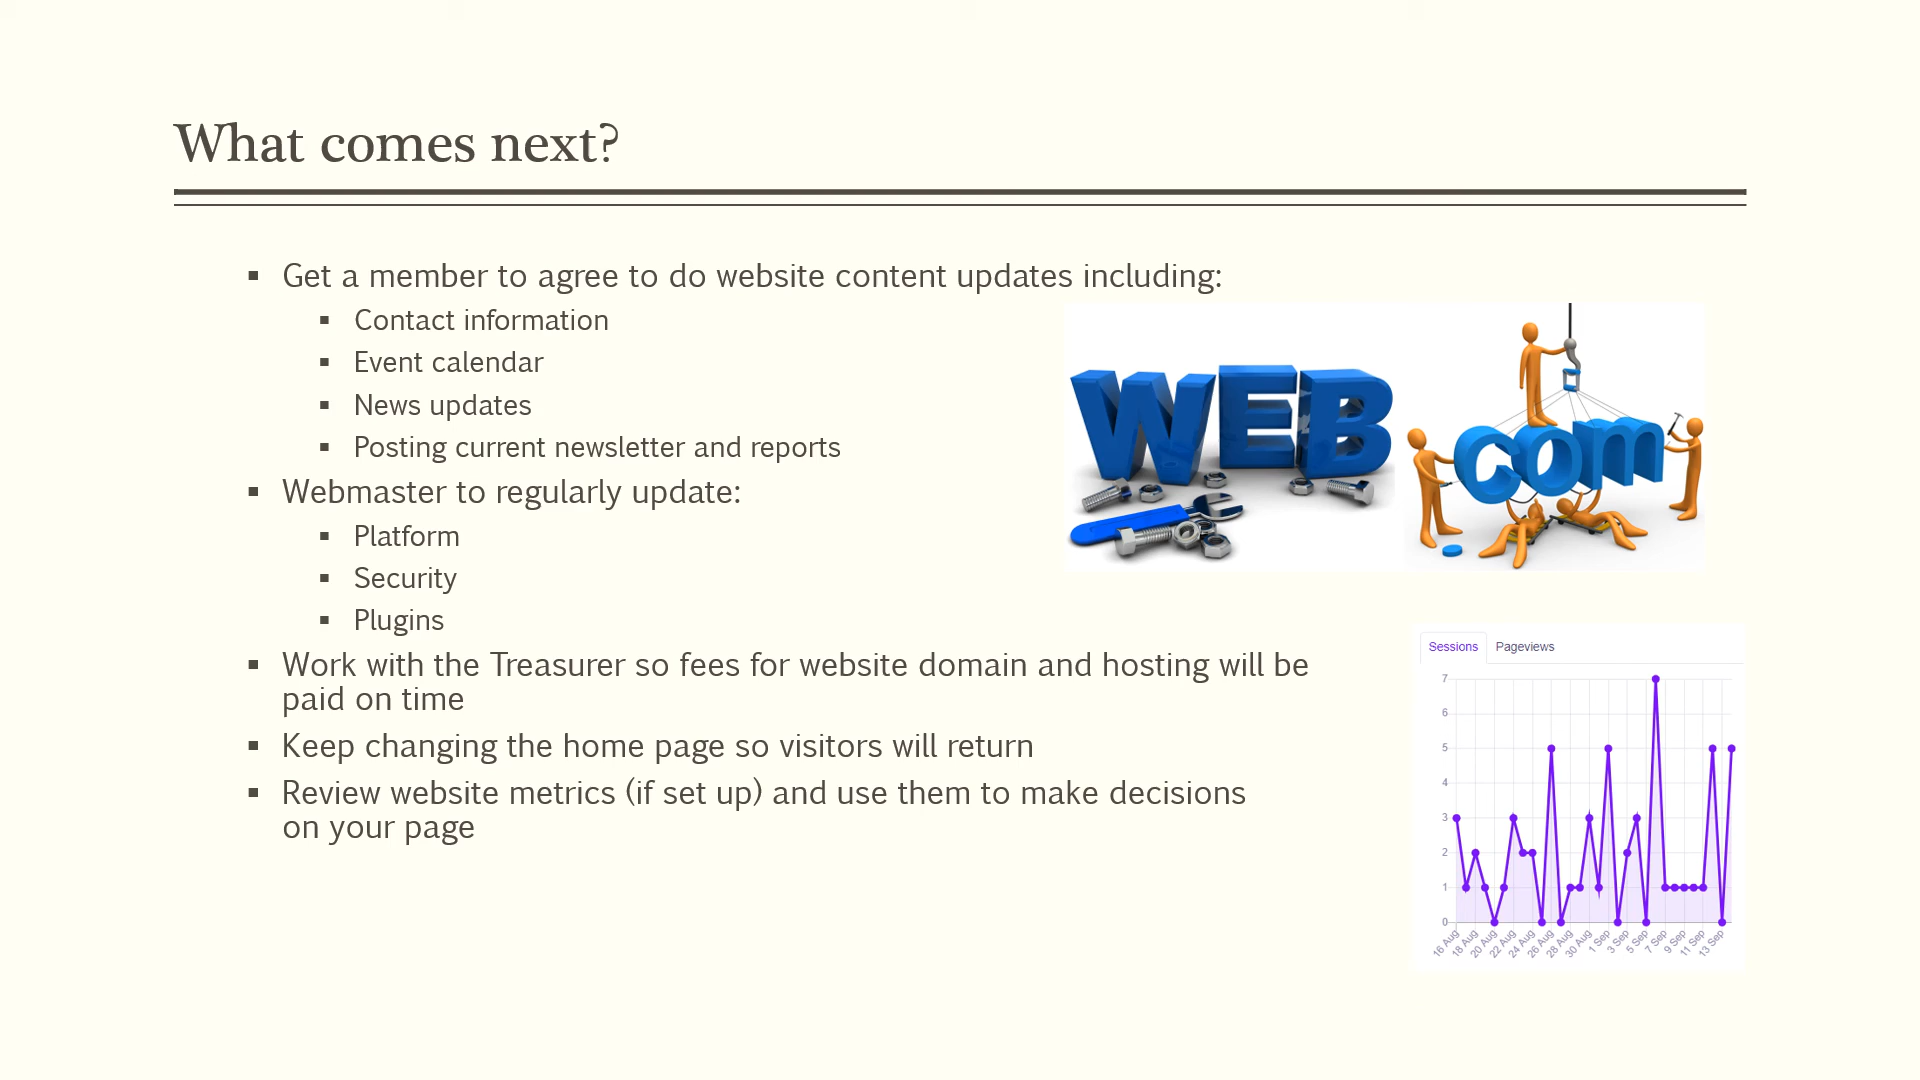 What comes next?
▪ Get a member to agree to do website content updates including:
▪ Contact information
▪ Event calendar
▪ News updates
▪ Posting current newsletter and reports
▪ Webmaster to regularly update:
▪ Platform
▪ Security
▪ Plugins
▪ Work with the Treasurer so fees for website domain and hosting will be
paid on time
▪ Keep changing the home page so visitors will return
▪ Review website metrics (if set up) and use them to make decisions
on your page
WEB
com
Sessions Pageviews
7
6
5
4
3
2
1
0
16 Aug 18 Aug 20 Aug 22 Aug 24 Aug 26 Aug 28 Aug 30 Aug 1 Sep 3 Sep 5 Sep 7 Sep 9 Sep 11 Sep 13 Sep